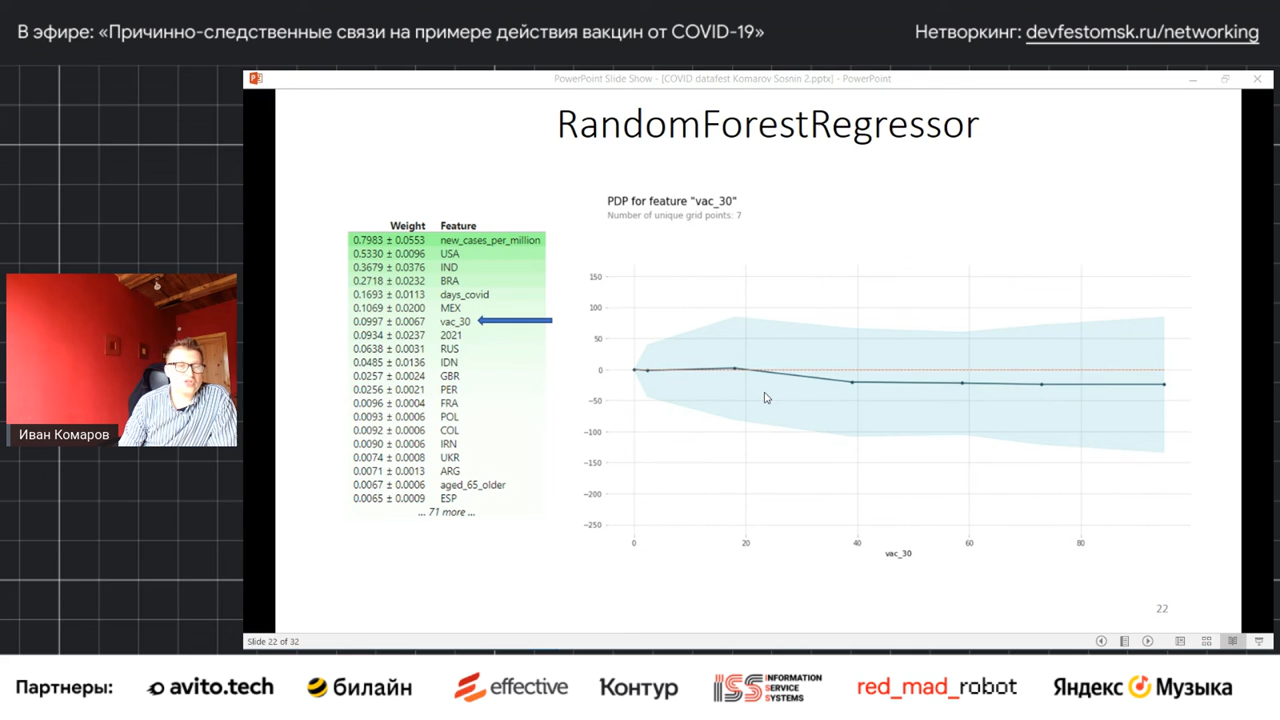 В эфире: «Причинно-следственные связи на примере действия вакцин от COVID-19»
Нетворкинг: devfestomsk.ru/networking
PowerPoint Slide Show - [COVID datafest Komarov Sosnin 2.pptx] - PowerPoint
RandomForestRegressor
Weight Feature
0.7983 ± 0.0553 new_cases_per_million
0.5330 ± 0.0096 USA
0.3679 ± 0.0376 IND
0.2718 ± 0.0232 BRA
0.1693 ± 0.0113 days_covid
0.1069 ± 0.0200 MEX
0.0997 ± 0.0067 vac_30
0.0934 ± 0.0237 2021
0.0638 ± 0.0031 RUS
0.0485 ± 0.0136 IDN
0.0257 ± 0.0024 GBR
0.0256 ± 0.0021 PER
0.0096 ± 0.0004 FRA
0.0093 ± 0.0006 POL
0.0092 ± 0.0006 COL
0.0090 ± 0.0006 IRN
0.0074 ± 0.0008 UKR
0.0071 ± 0.0013 ARG
0.0067 ± 0.0006 aged_65_older
0.0065 ± 0.0009 ESP
... 71 more ...
PDP for feature "vac_30"
Number of unique grid points: 7
150
100
50
0
−50
−100
−150
−200
−250
0 20 40 60 80
vac_30
22
Иван Комаров
Slide 22 of 32
Партнеры: avito.tech билайн effective Контур ISS INFORMATION SERVICE SYSTEMS red_mad_robot Яндекс Музыка